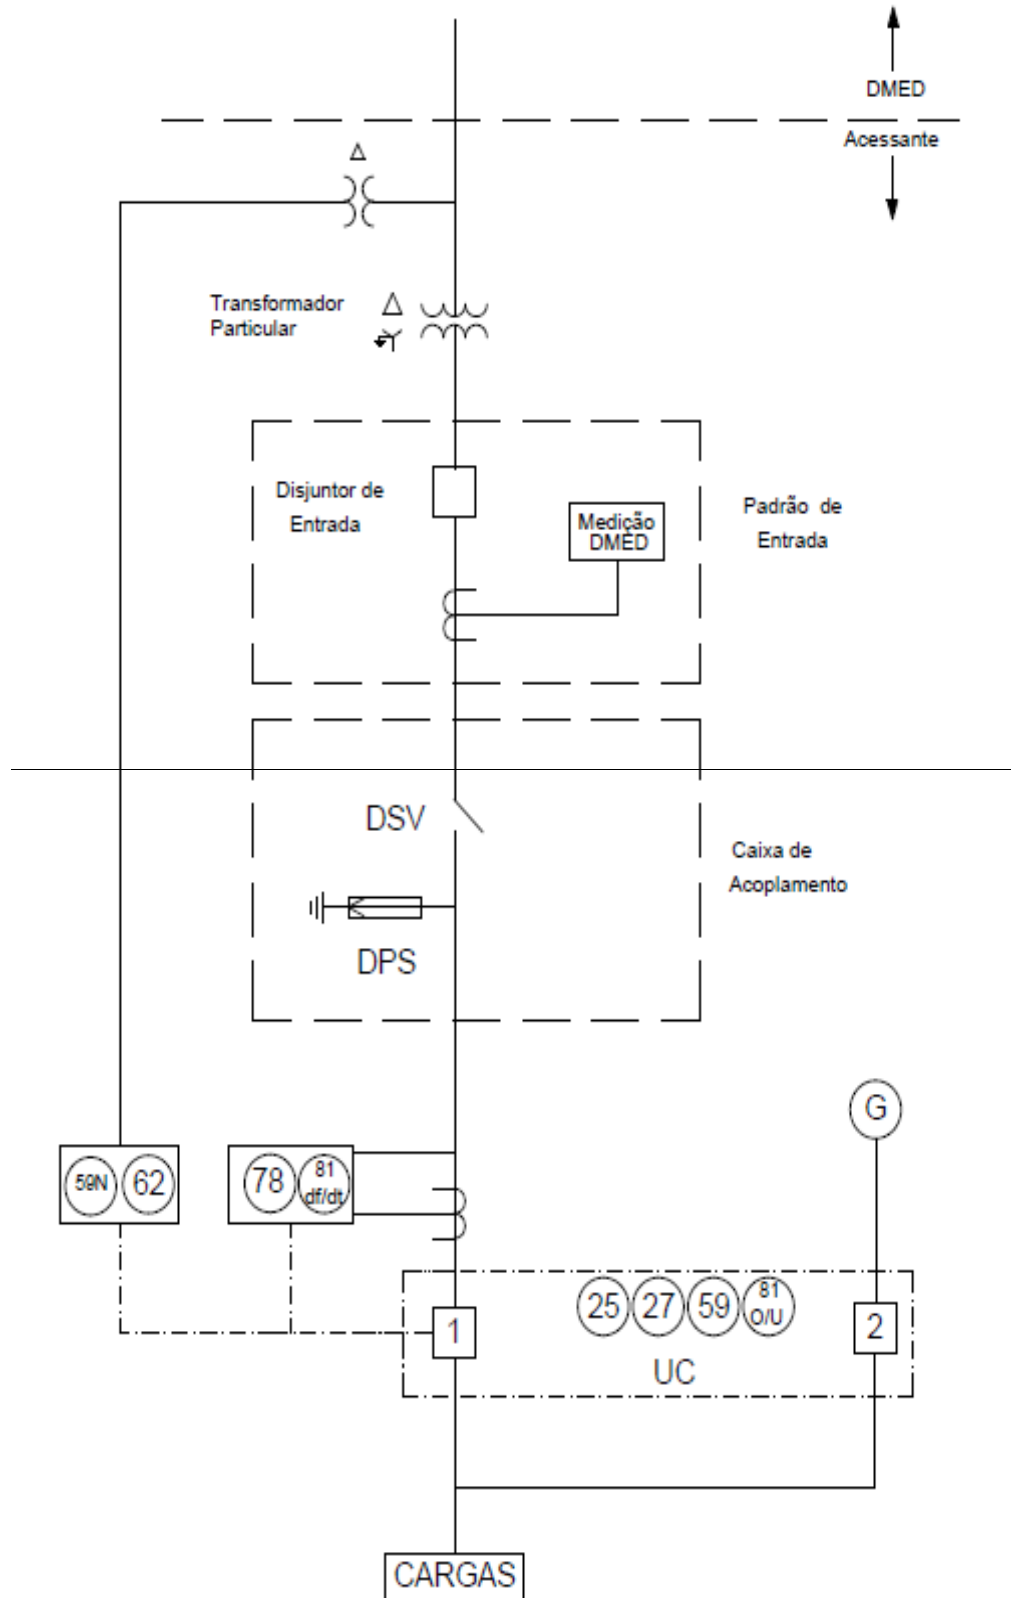 DMED
Acessante
Δ
Transformador
Particular
Δ
Disjuntor de
Entrada
Medição
DMED
Padrão de
Entrada
DSV
DPS
Caixa de
Acoplamento
G
59N
62
78
81
df/dt
25
27
59
81
O/U
1
2
UC
CARGAS